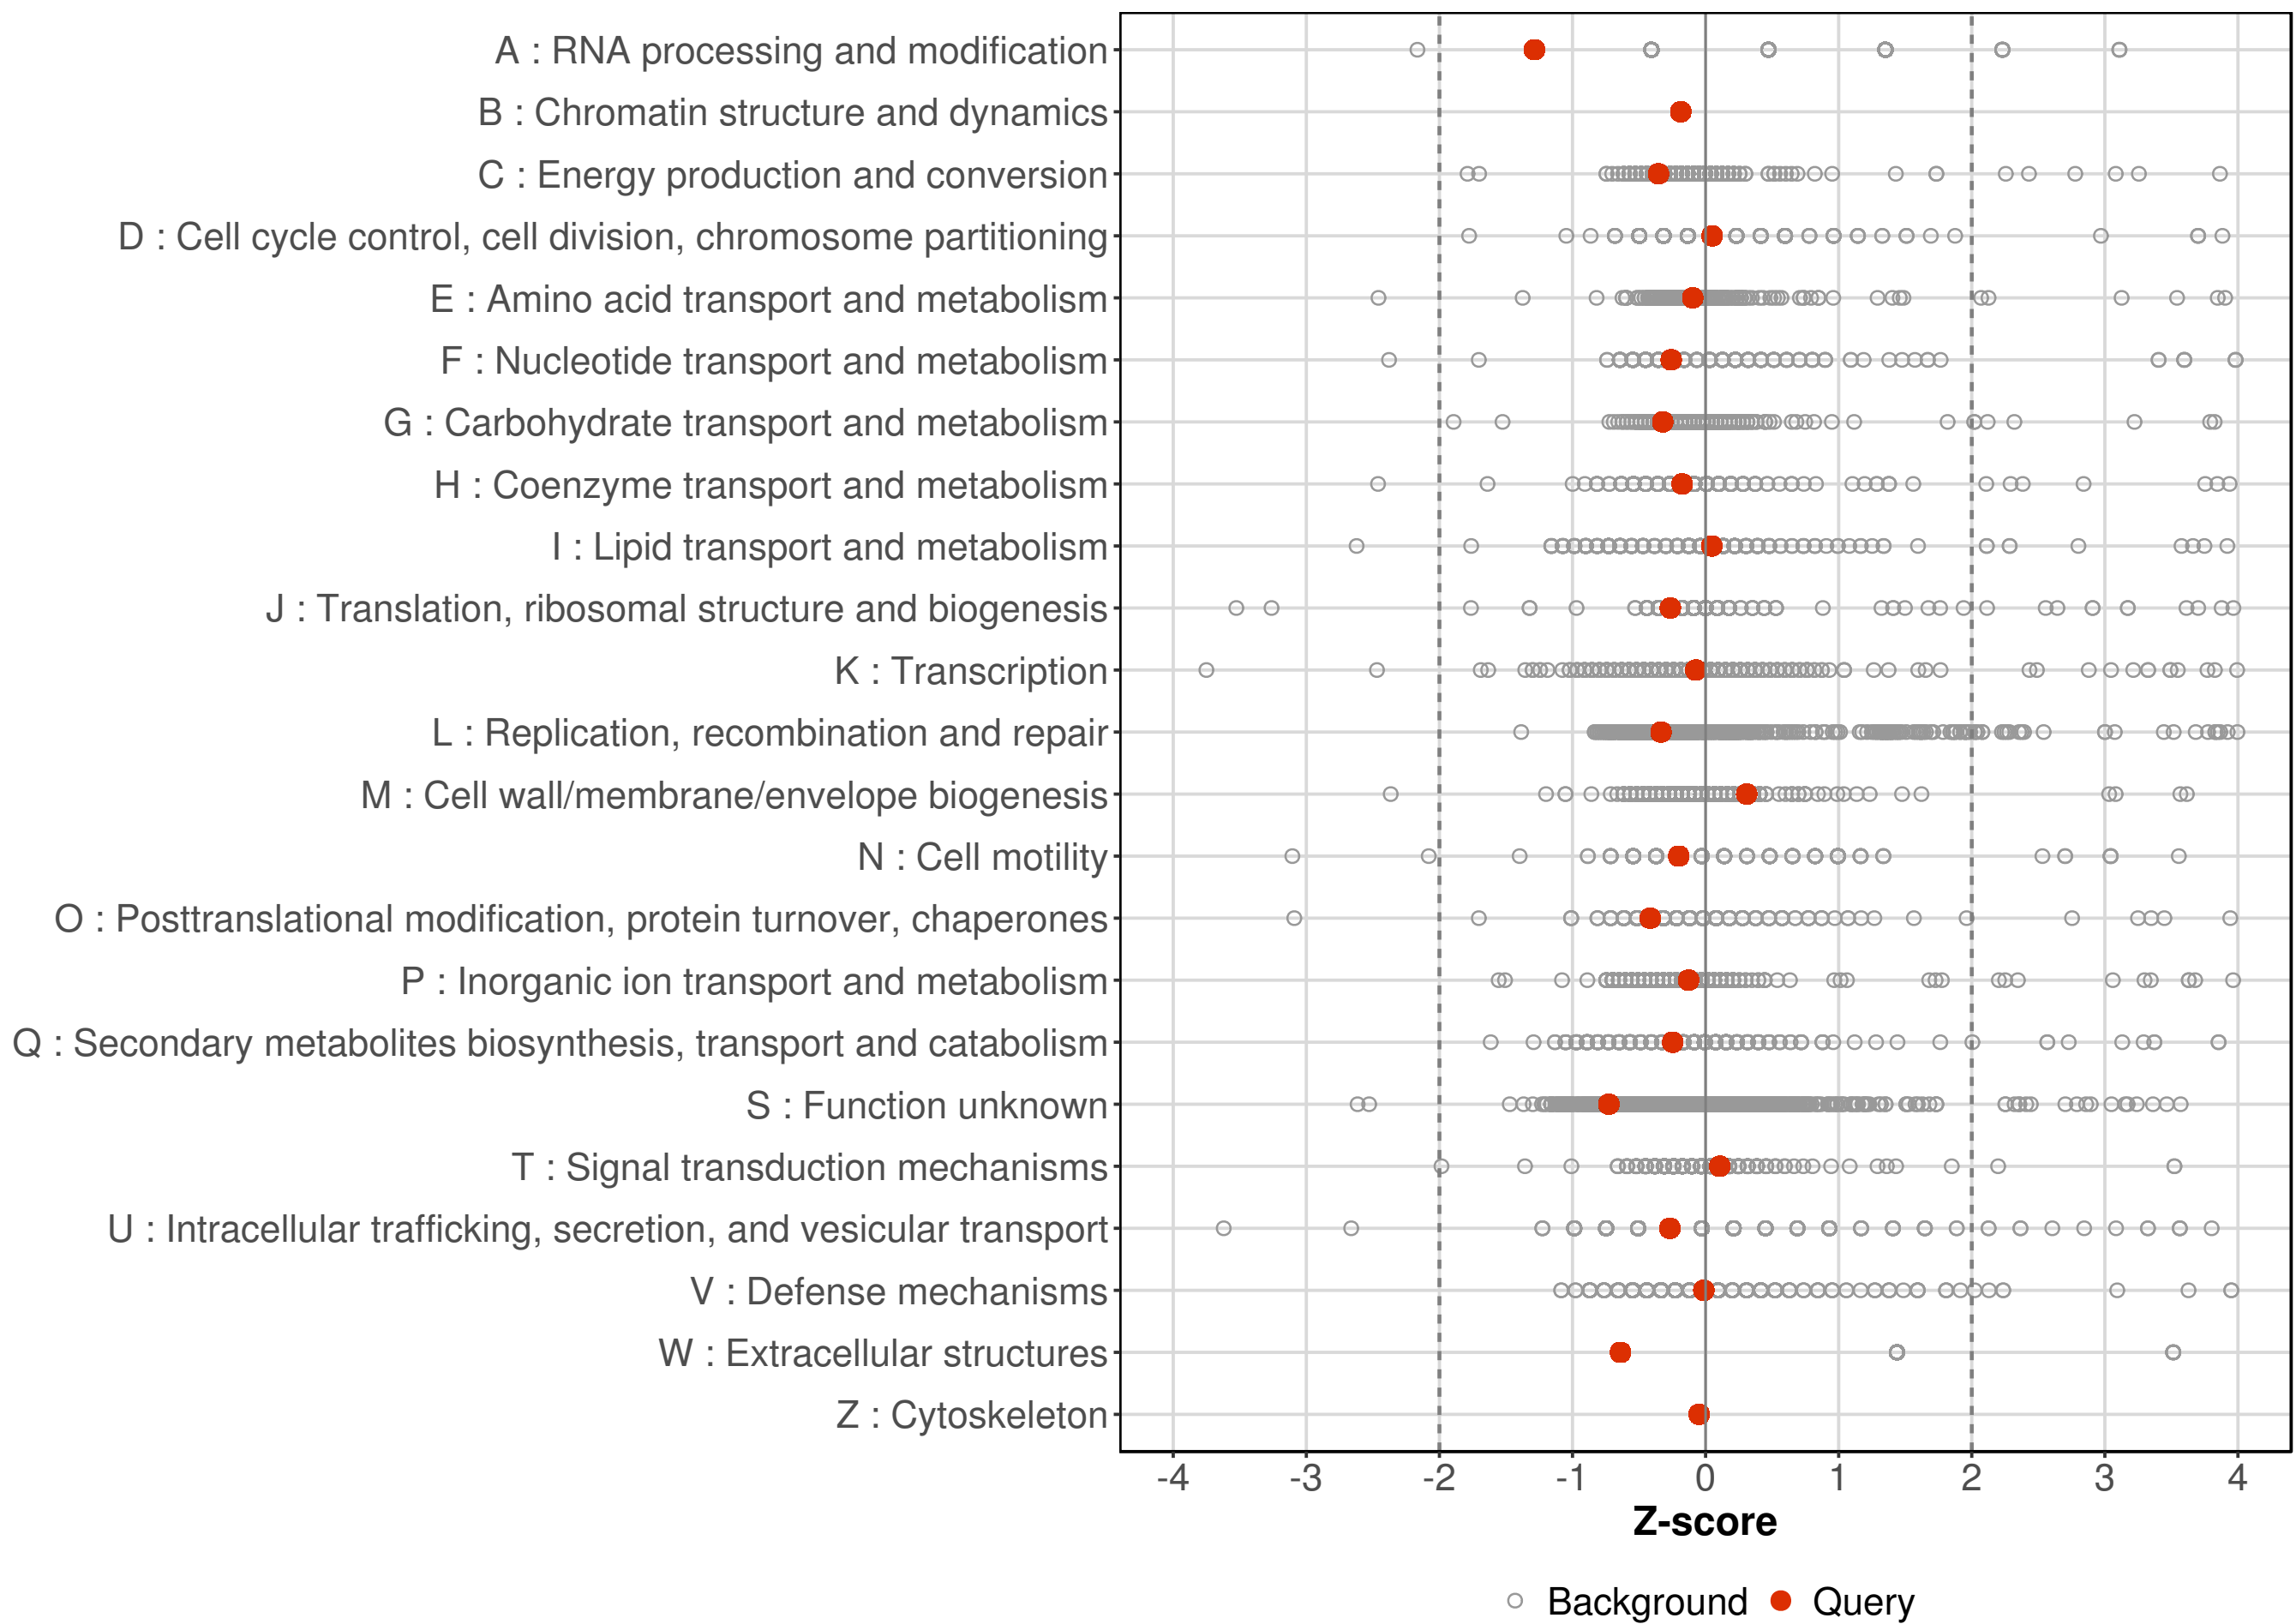 A : RNA processing and modification
B : Chromatin structure and dynamics
C : Energy production and conversion
D : Cell cycle control, cell division, chromosome partitioning
E : Amino acid transport and metabolism
F : Nucleotide transport and metabolism
G : Carbohydrate transport and metabolism
H : Coenzyme transport and metabolism
I : Lipid transport and metabolism
J : Translation, ribosomal structure and biogenesis
K : Transcription
L : Replication, recombination and repair
M : Cell wall/membrane/envelope biogenesis
N : Cell motility
O : Posttranslational modification, protein turnover, chaperones
P : Inorganic ion transport and metabolism
Q : Secondary metabolites biosynthesis, transport and catabolism
S : Function unknown
T : Signal transduction mechanisms
U : Intracellular trafficking, secretion, and vesicular transport
V : Defense mechanisms
W : Extracellular structures
Z : Cytoskeleton
-4 -3 -2 -1 0 1 2 3 4
Z-score
Background Query